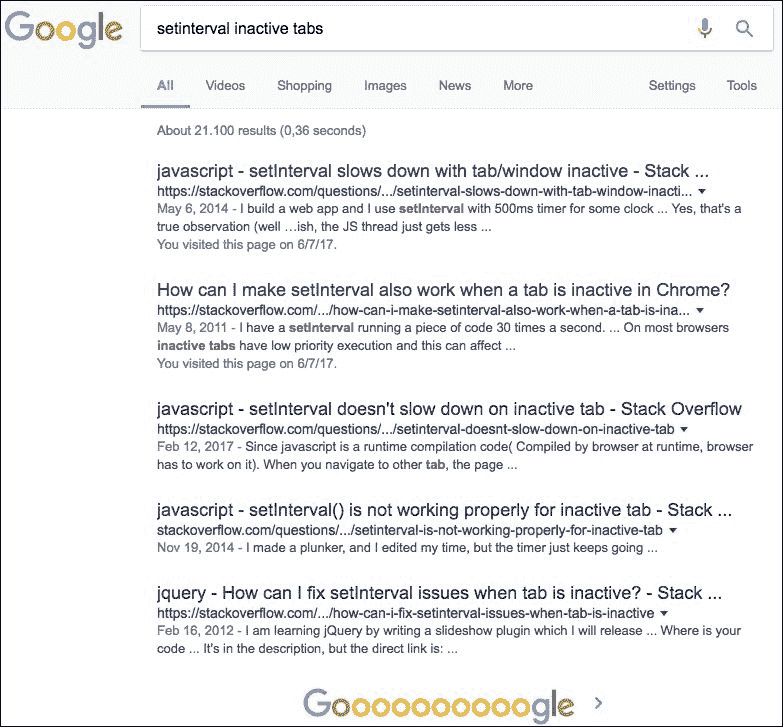 Google
setinterval inactive tabs
All Videos Shopping Images News More Settings Tools
About 21.100 results (0,36 seconds)
javascript - setInterval slows down with tab/window inactive - Stack ...
https://stackoverflow.com/questions/.../setinterval-slows-down-with-tab-window-inacti...
May 6, 2014 - I build a web app and I use setInterval with 500ms timer for some clock ... Yes, that's a
true observation (well …ish, the JS thread just gets less ...
You visited this page on 6/7/17.
How can I make setInterval also work when a tab is inactive in Chrome?
https://stackoverflow.com/.../how-can-i-make-setinterval-also-work-when-a-tab-is-ina...
May 8, 2011 - I have a setInterval running a piece of code 30 times a second. ... On most browsers
inactive tabs have low priority execution and this can affect ...
You visited this page on 6/7/17.
javascript - setInterval doesn't slow down on inactive tab - Stack Overflow
https://stackoverflow.com/questions/.../setinterval-doesnt-slow-down-on-inactive-tab
Feb 12, 2017 - Since javascript is a runtime compilation code( Compiled by browser at runtime, browser
has to work on it). When you navigate to other tab, the page ...
javascript - setInterval() is not working properly for inactive tab - Stack ...
stackoverflow.com/questions/.../setinterval-is-not-working-properly-for-inactive-tab
Nov 19, 2014 - I made a plunker, and I edited my time, but the timer just keeps going ...
jquery - How can I fix setInterval issues when tab is inactive? - Stack ...
https://stackoverflow.com/.../how-can-i-fix-setinterval-issues-when-tab-is-inactive
Feb 16, 2012 - I am learning jQuery by writing a slideshow plugin which I will release ... Where is your
code ... It's in the description, but the direct link is: ...
Goooooooooogle